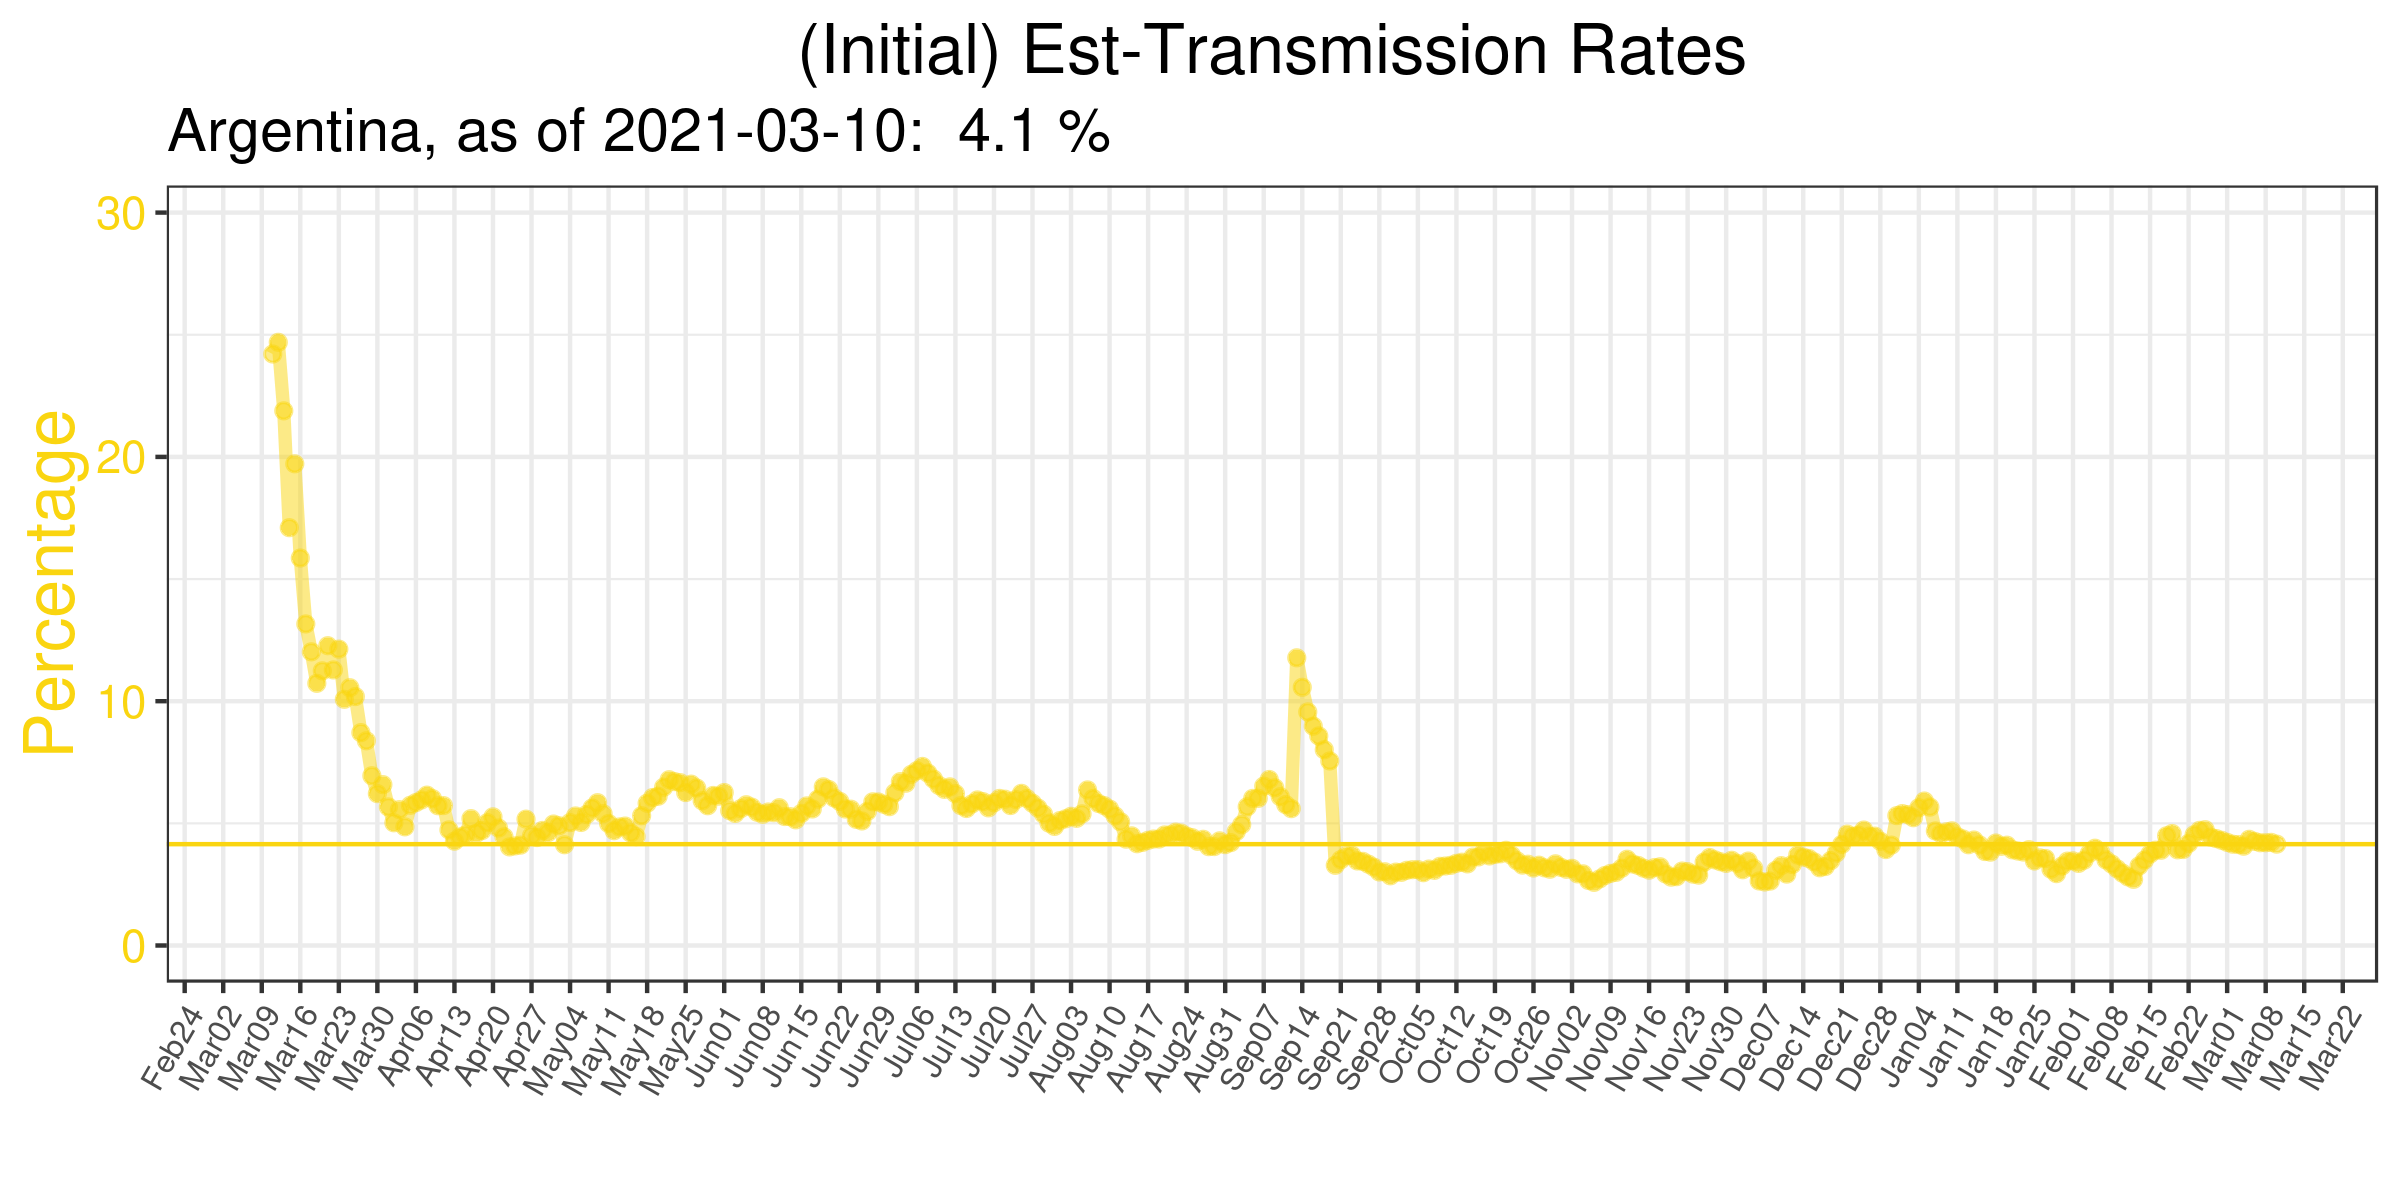 (Initial) Est-Transmission Rates
Argentina, as of 2021-03-10:  4.1 %
Percentage
30
20
10
0
Feb24
Mar02
Mar09
Mar16
Mar23
Mar30
Apr06
Apr13
Apr20
Apr27
May04
May11
May18
May25
Jun01
Jun08
Jun15
Jun22
Jun29
Jul06
Jul13
Jul20
Jul27
Aug03
Aug10
Aug17
Aug24
Aug31
Sep07
Sep14
Sep21
Sep28
Oct05
Oct12
Oct19
Oct26
Nov02
Nov09
Nov16
Nov23
Nov30
Dec07
Dec14
Dec21
Dec28
Jan04
Jan11
Jan18
Jan25
Feb01
Feb08
Feb15
Feb22
Mar01
Mar08
Mar15
Mar22